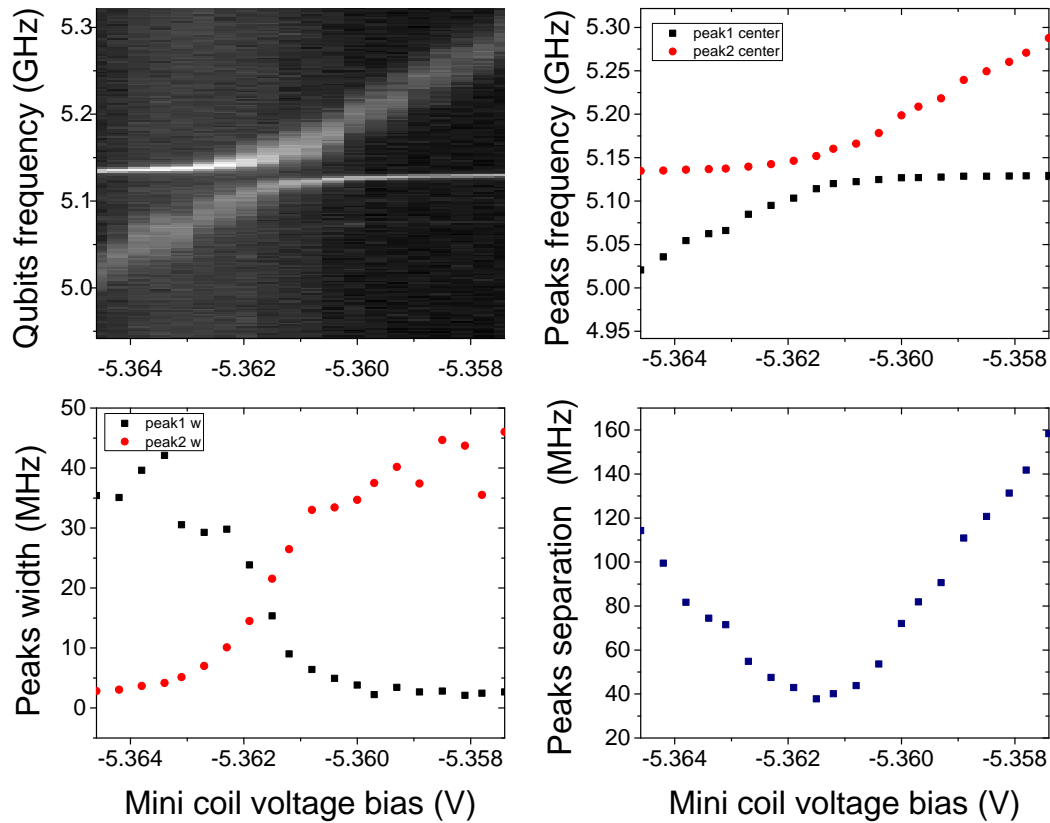 5.3
5.2
5.1
5.0
Qubits frequency (GHz)
-5.364 -5.362 -5.360 -5.358
peak1 center
peak2 center
5.30
5.25
5.20
5.15
5.10
5.05
5.00
4.95
Peaks frequency (GHz)
-5.364 -5.362 -5.360 -5.358
peak1 w
peak2 w
50
40
30
20
10
0
Peaks width (MHz)
-5.364 -5.362 -5.360 -5.358
Mini coil voltage bias (V)
160
140
120
100
80
60
40
20
Peaks separation (MHz)
-5.364 -5.362 -5.360 -5.358
Mini coil voltage bias (V)